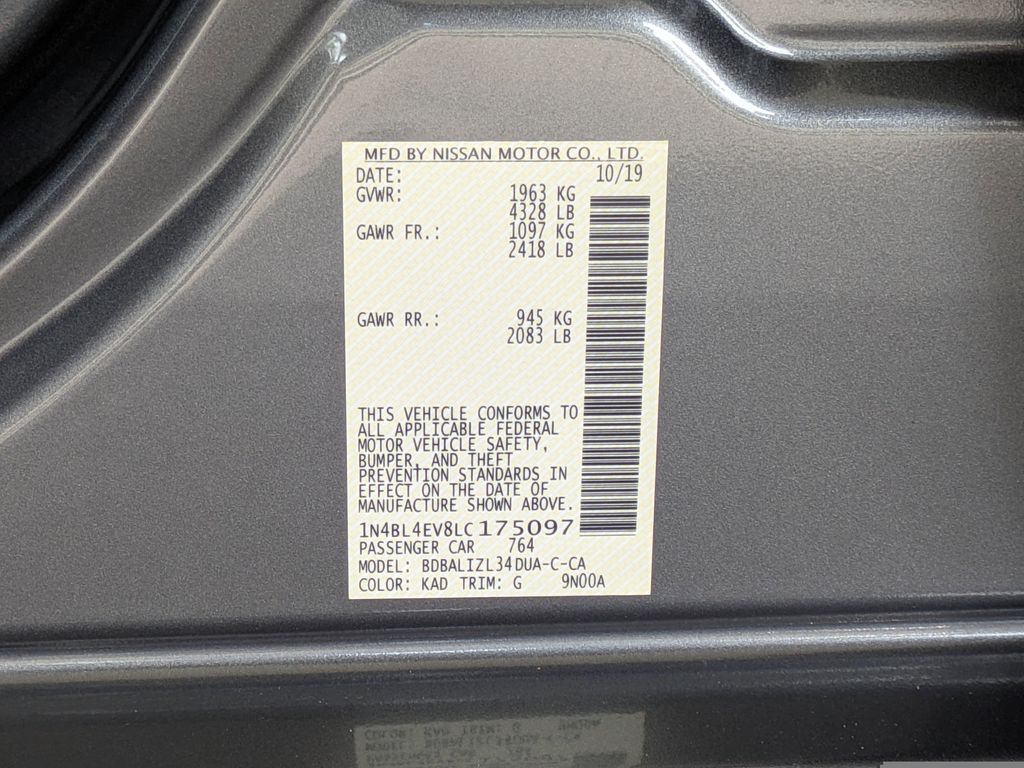 MFD BY NISSAN MOTOR CO., LTD.
DATE: 10/19
GVWR: 1963 KG
4328 LB
GAWR FR.: 1097 KG
2418 LB
GAWR RR.: 945 KG
2083 LB
THIS VEHICLE CONFORMS TO
ALL APPLICABLE FEDERAL
MOTOR VEHICLE SAFETY,
BUMPER, AND THEFT
PREVENTION STANDARDS IN
EFFECT ON THE DATE OF
MANUFACTURE SHOWN ABOVE.
1N4BL4EV8LC175097
PASSENGER CAR 764
MODEL: BDBALIZL34DUA-C-CA
COLOR: KAD TRIM: G 9N00A